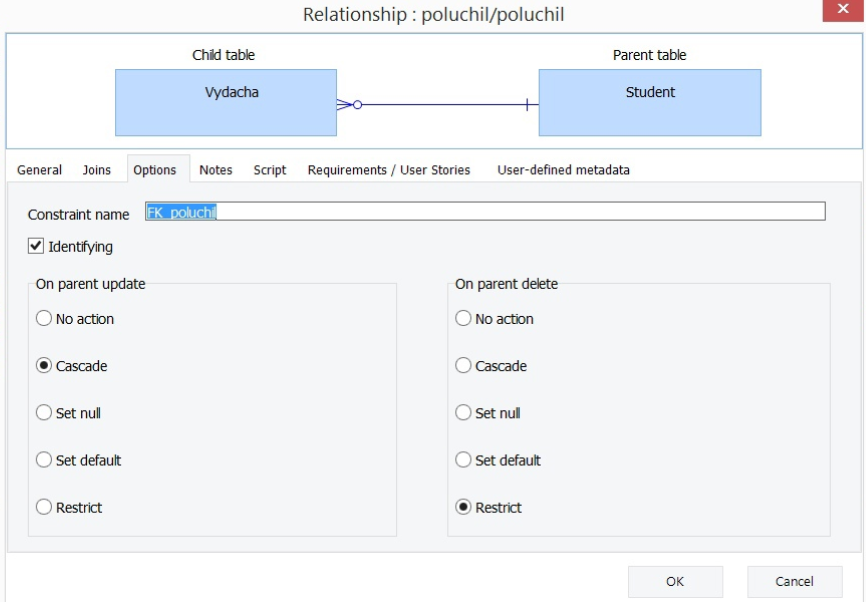 Relationship : poluchil/poluchil
x
Child table
Parent table
Vydacha
Student
General Joins Options Notes Script Requirements / User Stories User-defined metadata
Constraint name FK_poluchil
Identifying
On parent update
On parent delete
No action
No action
Cascade
Cascade
Set null
Set null
Set default
Set default
Restrict
Restrict
OK Cancel